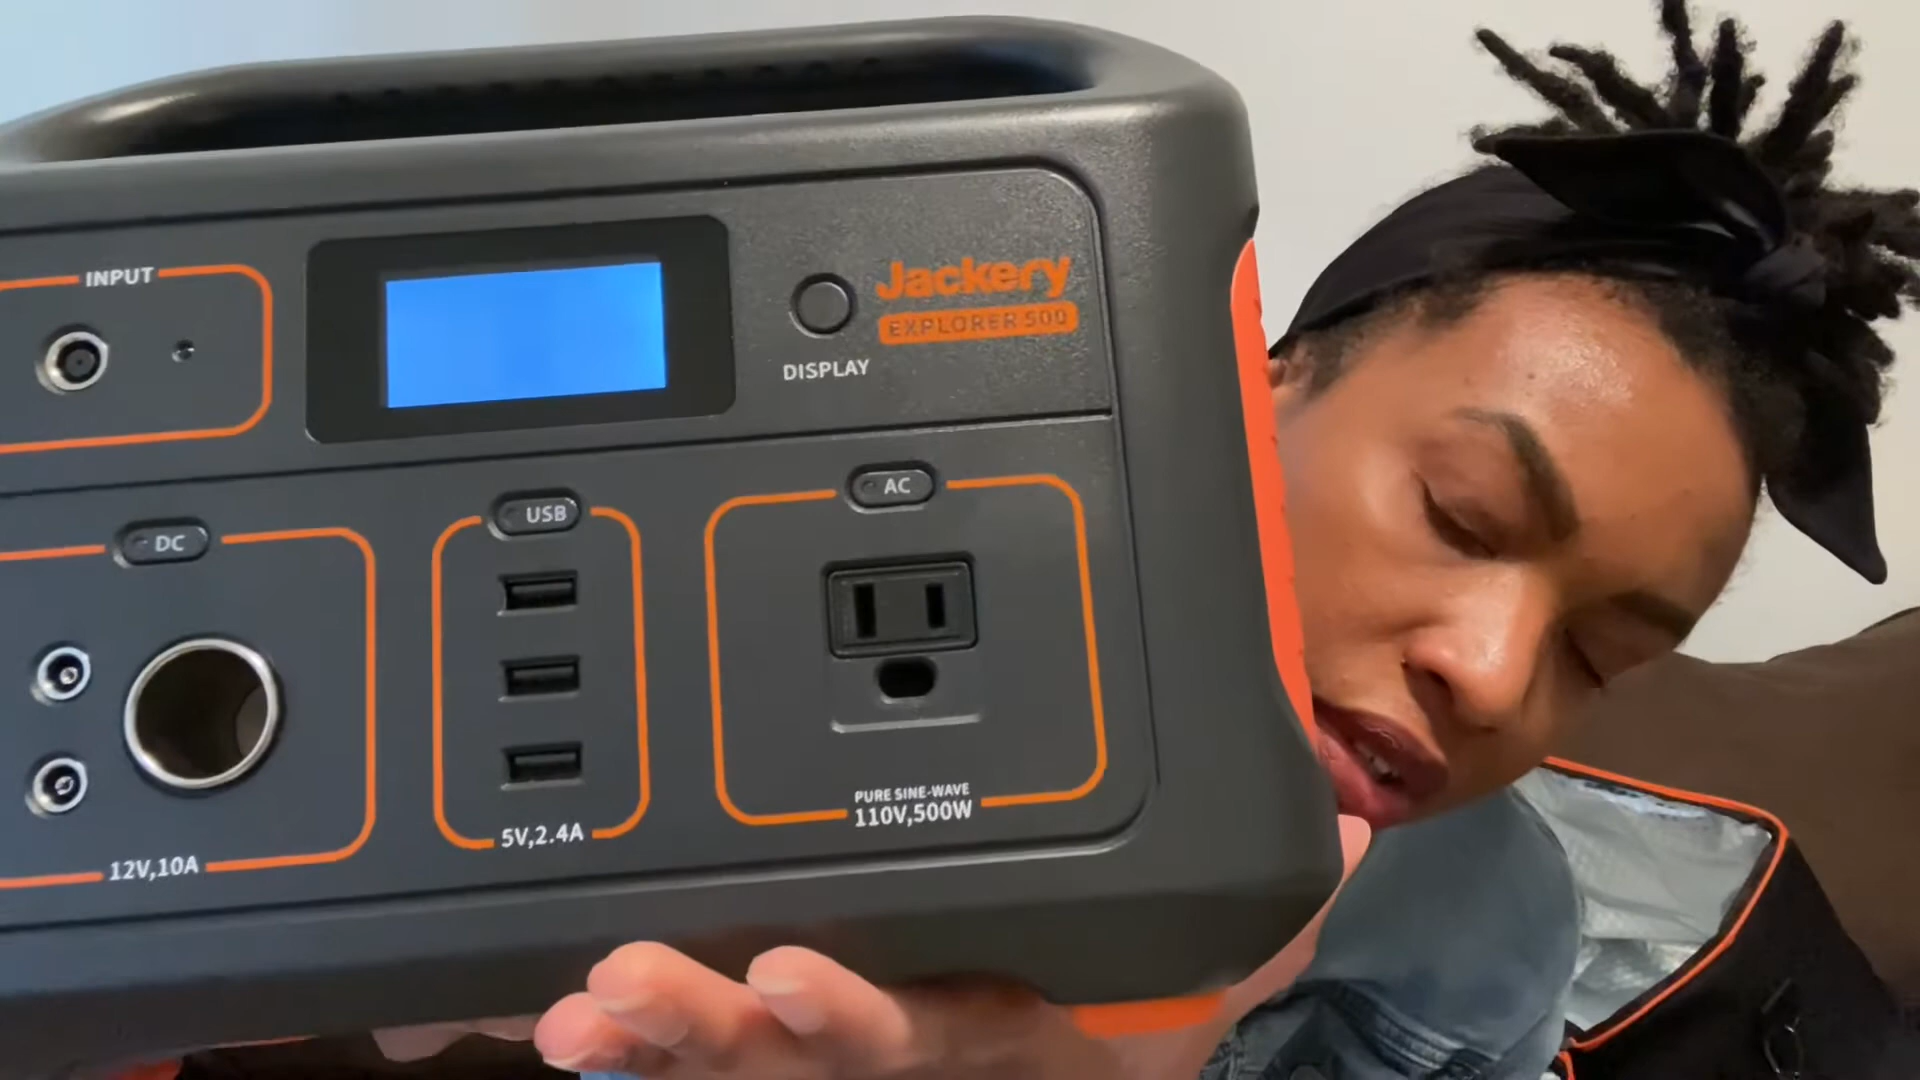 INPUT
Jackery
EXPLORER 500
DISPLAY
DC
USB
AC
12V,10A
5V,2.4A
PURE SINE-WAVE
110V,500W